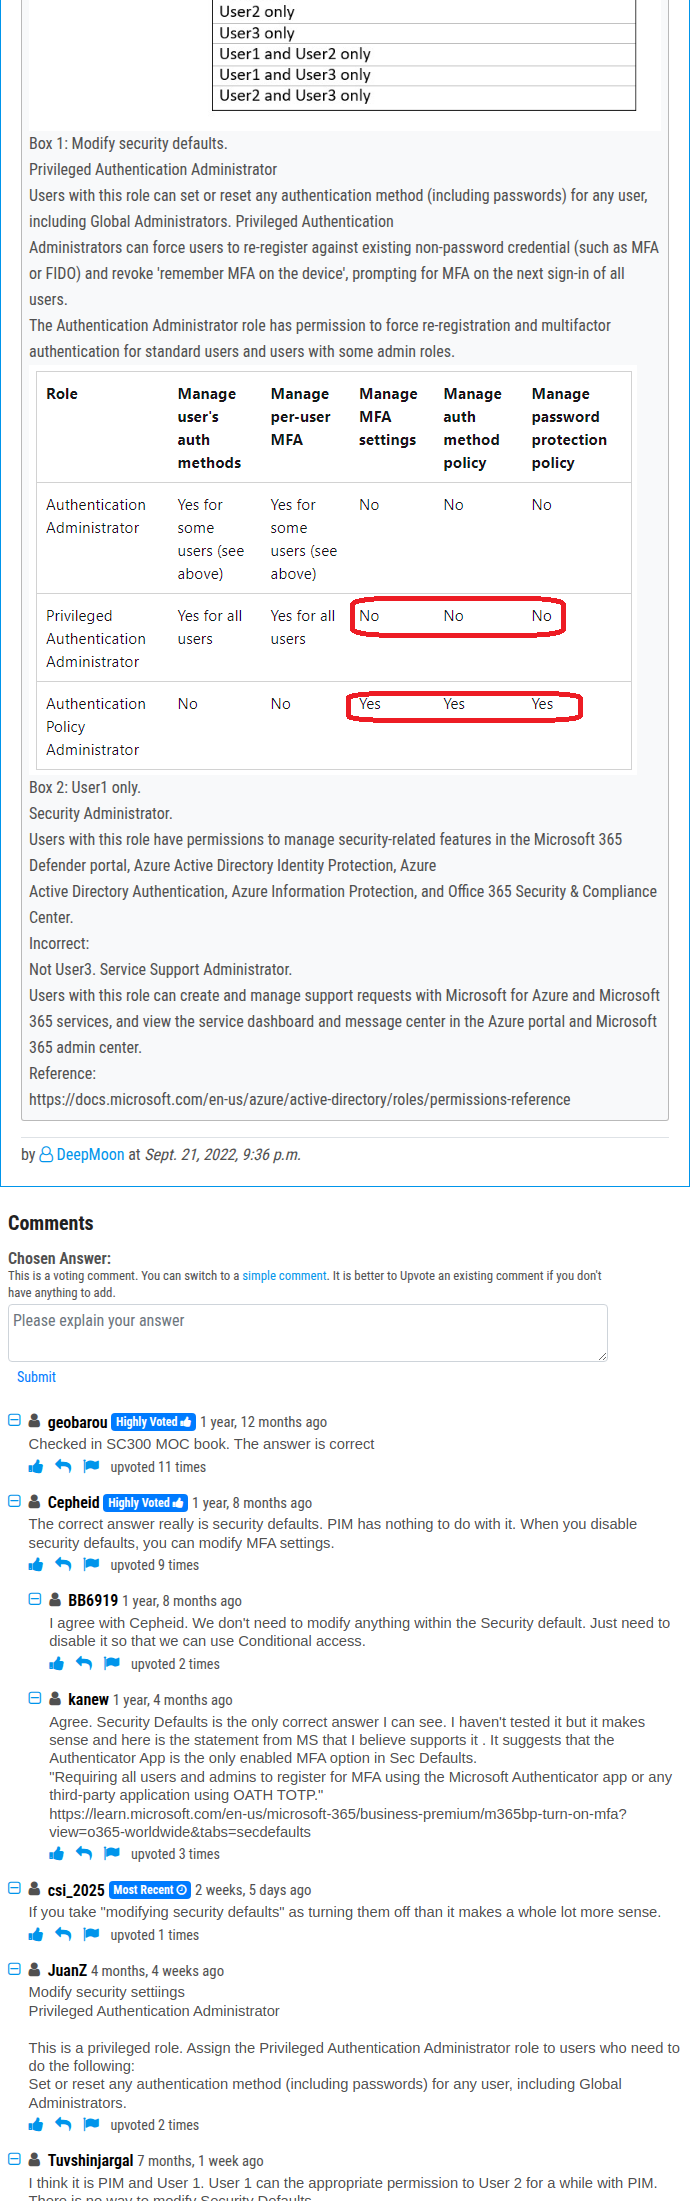 User2 only
User3 only
User1 and User2 only
User1 and User3 only
User2 and User3 only
Box 1: Modify security defaults.
Privileged Authentication Administrator
Users with this role can set or reset any authentication method (including passwords) for any user,
including Global Administrators. Privileged Authentication
Administrators can force users to re-register against existing non-password credential (such as MFA
or FIDO) and revoke 'remember MFA on the device', prompting for MFA on the next sign-in of all
users.
The Authentication Administrator role has permission to force re-registration and multifactor
authentication for standard users and users with some admin roles.
Role Manage Manage Manage Manage Manage
user's per-user MFA auth password
auth MFA settings method protection
methods policy policy
Authentication Yes for Yes for No No No
Administrator some some
users (see users (see
above) above)
Privileged Yes for all Yes for all No No No
Authentication users users
Administrator
Authentication No No Yes Yes Yes
Policy
Administrator
Box 2: User1 only.
Security Administrator.
Users with this role have permissions to manage security-related features in the Microsoft 365
Defender portal, Azure Active Directory Identity Protection, Azure
Active Directory Authentication, Azure Information Protection, and Office 365 Security & Compliance
Center.
Incorrect:
Not User3. Service Support Administrator.
Users with this role can create and manage support requests with Microsoft for Azure and Microsoft
365 services, and view the service dashboard and message center in the Azure portal and Microsoft
365 admin center.
Reference:
https://docs.microsoft.com/en-us/azure/active-directory/roles/permissions-reference
by DeepMoon at Sept. 21, 2022, 9:36 p.m.
Comments
Chosen Answer:
This is a voting comment. You can switch to a simple comment. It is better to Upvote an existing comment if you don't
have anything to add.
Please explain your answer
Submit
geobarou Highly Voted 1 year, 12 months ago
Checked in SC300 MOC book. The answer is correct
upvoted 11 times
Cepheid Highly Voted 1 year, 8 months ago
The correct answer really is security defaults. PIM has nothing to do with it. When you disable
security defaults, you can modify MFA settings.
upvoted 9 times
BB6919 1 year, 8 months ago
I agree with Cepheid. We don't need to modify anything within the Security default. Just need to
disable it so that we can use Conditional access.
upvoted 2 times
kanew 1 year, 4 months ago
Agree. Security Defaults is the only correct answer I can see. I haven't tested it but it makes
sense and here is the statement from MS that I believe supports it . It suggests that the
Authenticator App is the only enabled MFA option in Sec Defaults.
"Requiring all users and admins to register for MFA using the Microsoft Authenticator app or any
third-party application using OATH TOTP."
https://learn.microsoft.com/en-us/microsoft-365/business-premium/m365bp-turn-on-mfa?
view=o365-worldwide&tabs=secdefaults
upvoted 3 times
csi_2025 Most Recent 2 weeks, 5 days ago
If you take "modifying security defaults" as turning them off than it makes a whole lot more sense.
upvoted 1 times
JuanZ 4 months, 4 weeks ago
Modify security settiings
Privileged Authentication Administrator
This is a privileged role. Assign the Privileged Authentication Administrator role to users who need to
do the following:
Set or reset any authentication method (including passwords) for any user, including Global
Administrators.
upvoted 2 times
Tuvshinjargal 7 months, 1 week ago
I think it is PIM and User 1. User 1 can the appropriate permission to User 2 for a while with PIM.
There is no way to modify Security Defaults